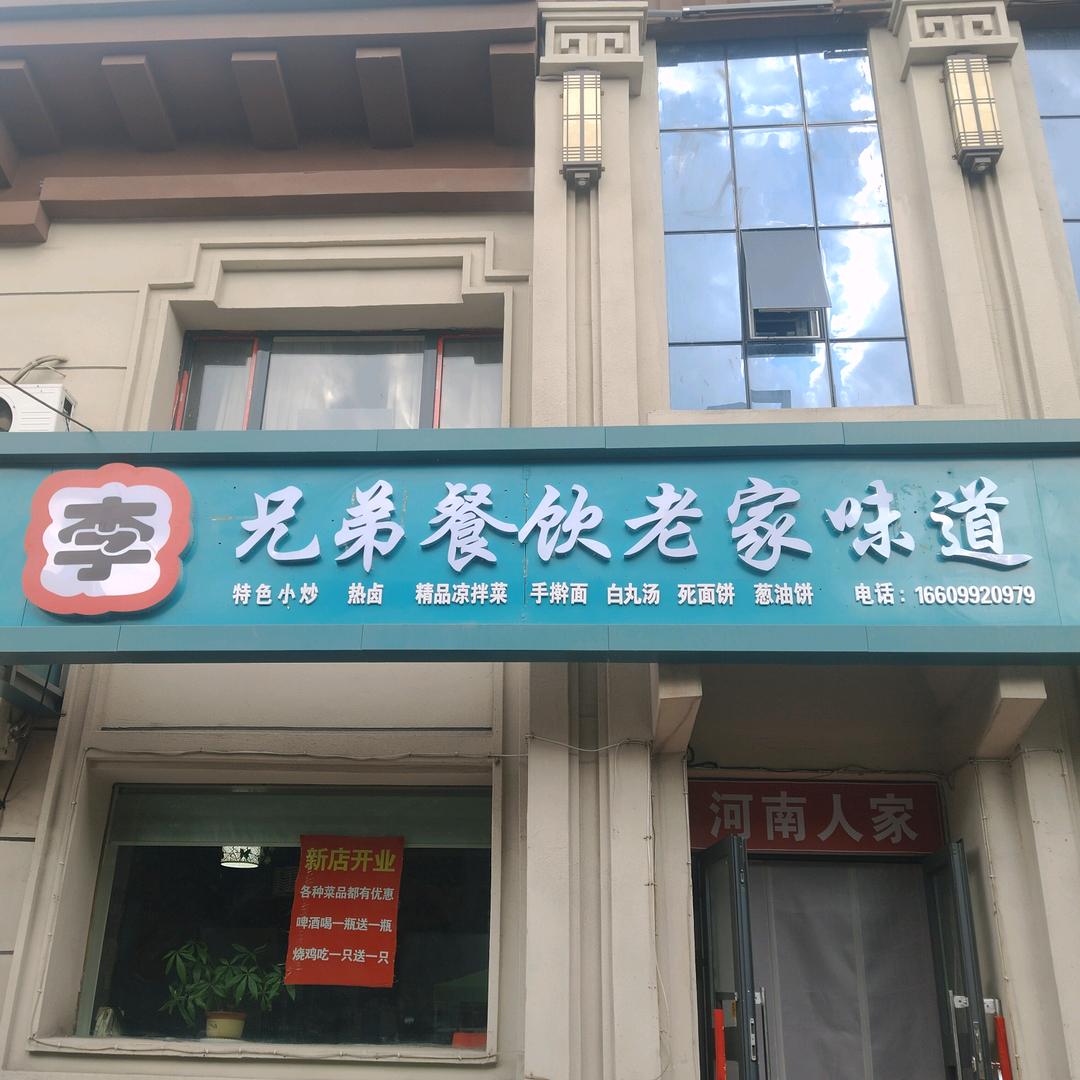 李
兄弟餐饮老家味道
特色小炒 热卤 精品凉拌菜 手擀面 白丸汤 死面饼 葱油饼 电话：16609920979
河南人家
新店开业
各种菜品都有优惠
啤酒喝一瓶送一瓶
烧鸡吃一只送一只